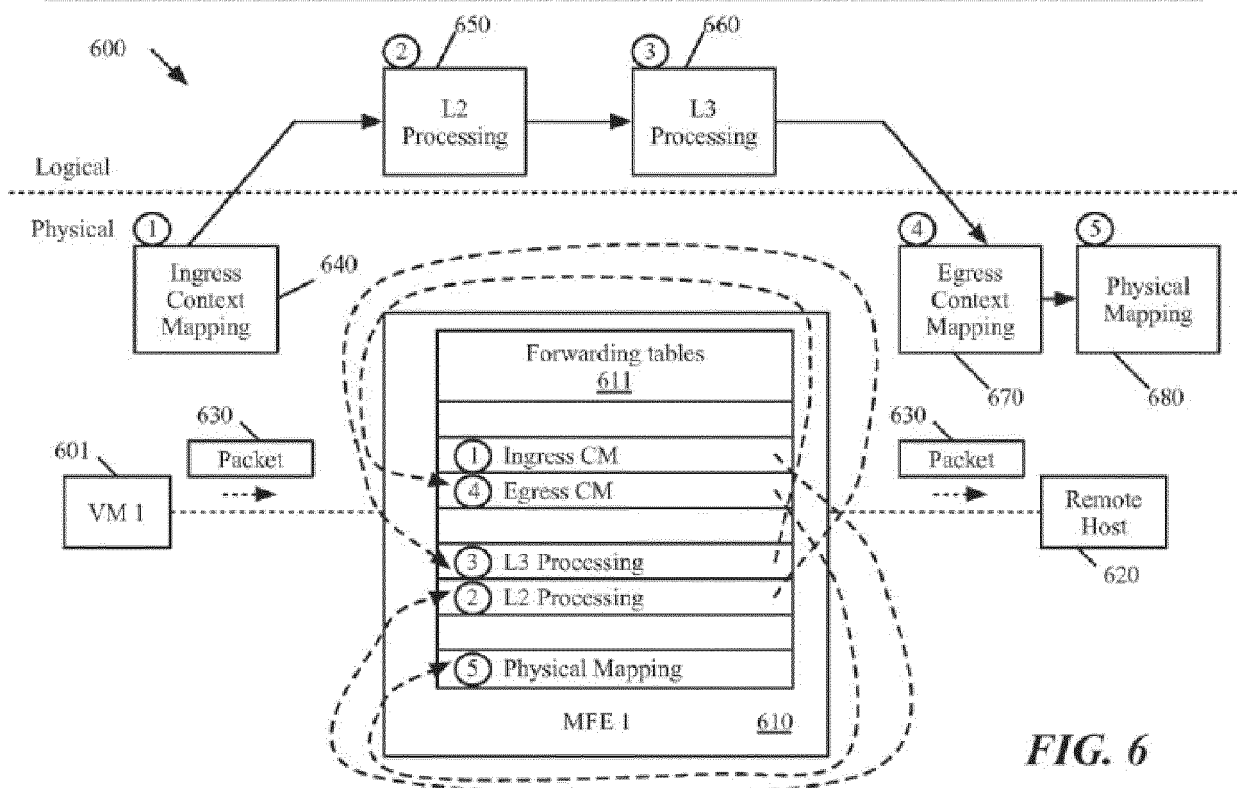 600
② 650
L2
Processing
③ 660
L3
Processing
Logical
Physical
① 640
Ingress
Context
Mapping
④
Egress
Context
Mapping
670
⑤
Physical
Mapping
680
Forwarding tables
611
① Ingress CM
④ Egress CM
③ L3 Processing
② L2 Processing
⑤ Physical Mapping
MFE 1 610
601
VM 1
630
Packet
630
Packet
Remote
Host
620
FIG. 6